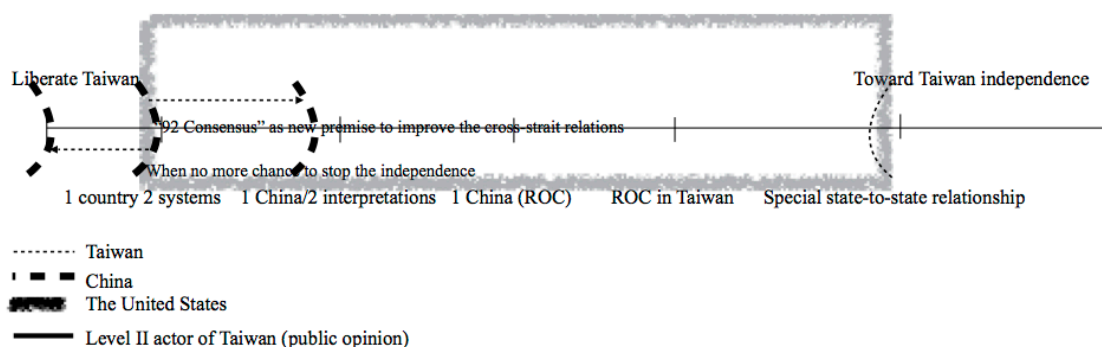 Liberate Taiwan
Toward Taiwan independence
“92 Consensus” as new premise to improve the cross-strait relations
When no more chance to stop the independence
1 country 2 systems
1 China/2 interpretations
1 China (ROC)
ROC in Taiwan
Special state-to-state relationship
Taiwan
China
The United States
Level II actor of Taiwan (public opinion)